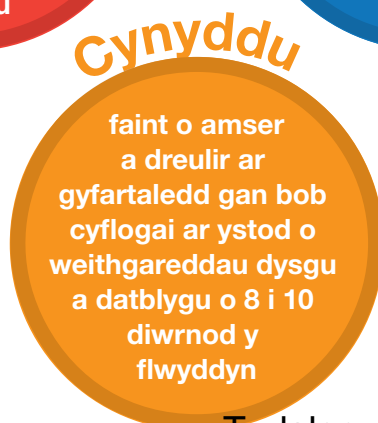 Cynyddu
faint o amser
a dreulir ar
gyfartaledd gan bob
cyflogai ar ystod o
weithgareddau dysgu
a datblygu o 8 i 10
diwrnod y
flwyddyn